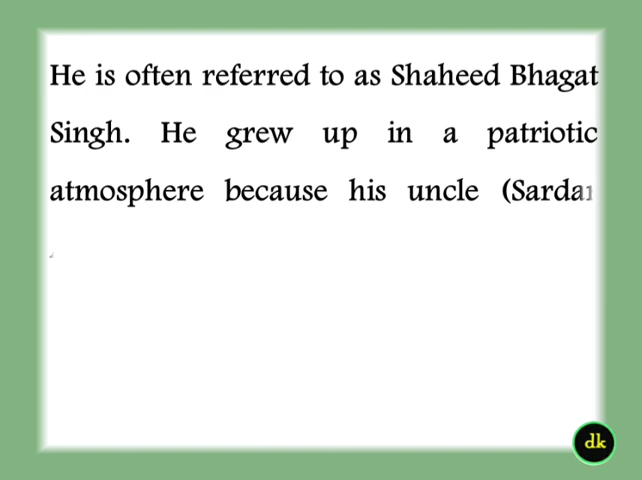 He is often referred to as Shaheed Bhagat
Singh. He grew up in a patriotic
atmosphere because his uncle (Sardar
dk